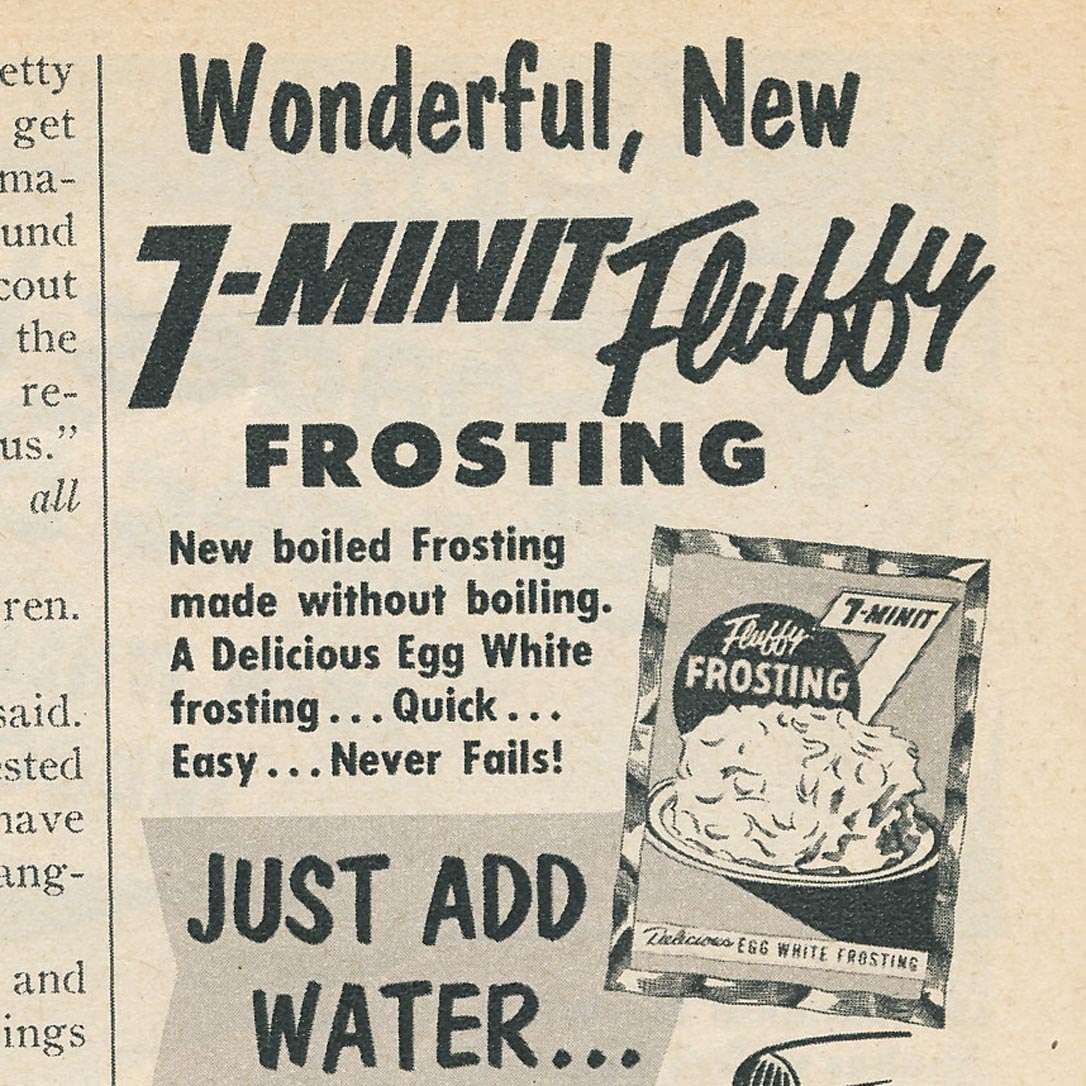 etty
get
ma-
und
cout
the
re-
us.”
all
ren.
said.
ested
have
ang-
and
ings
Wonderful, New
7-MINIT Fluffy
FROSTING
New boiled Frosting
made without boiling.
A Delicious Egg White
frosting...Quick...
Easy...Never Fails!
7-MINIT
7
Fluffy
FROSTING
Delicious EGG WHITE FROSTING
JUST ADD
WATER...